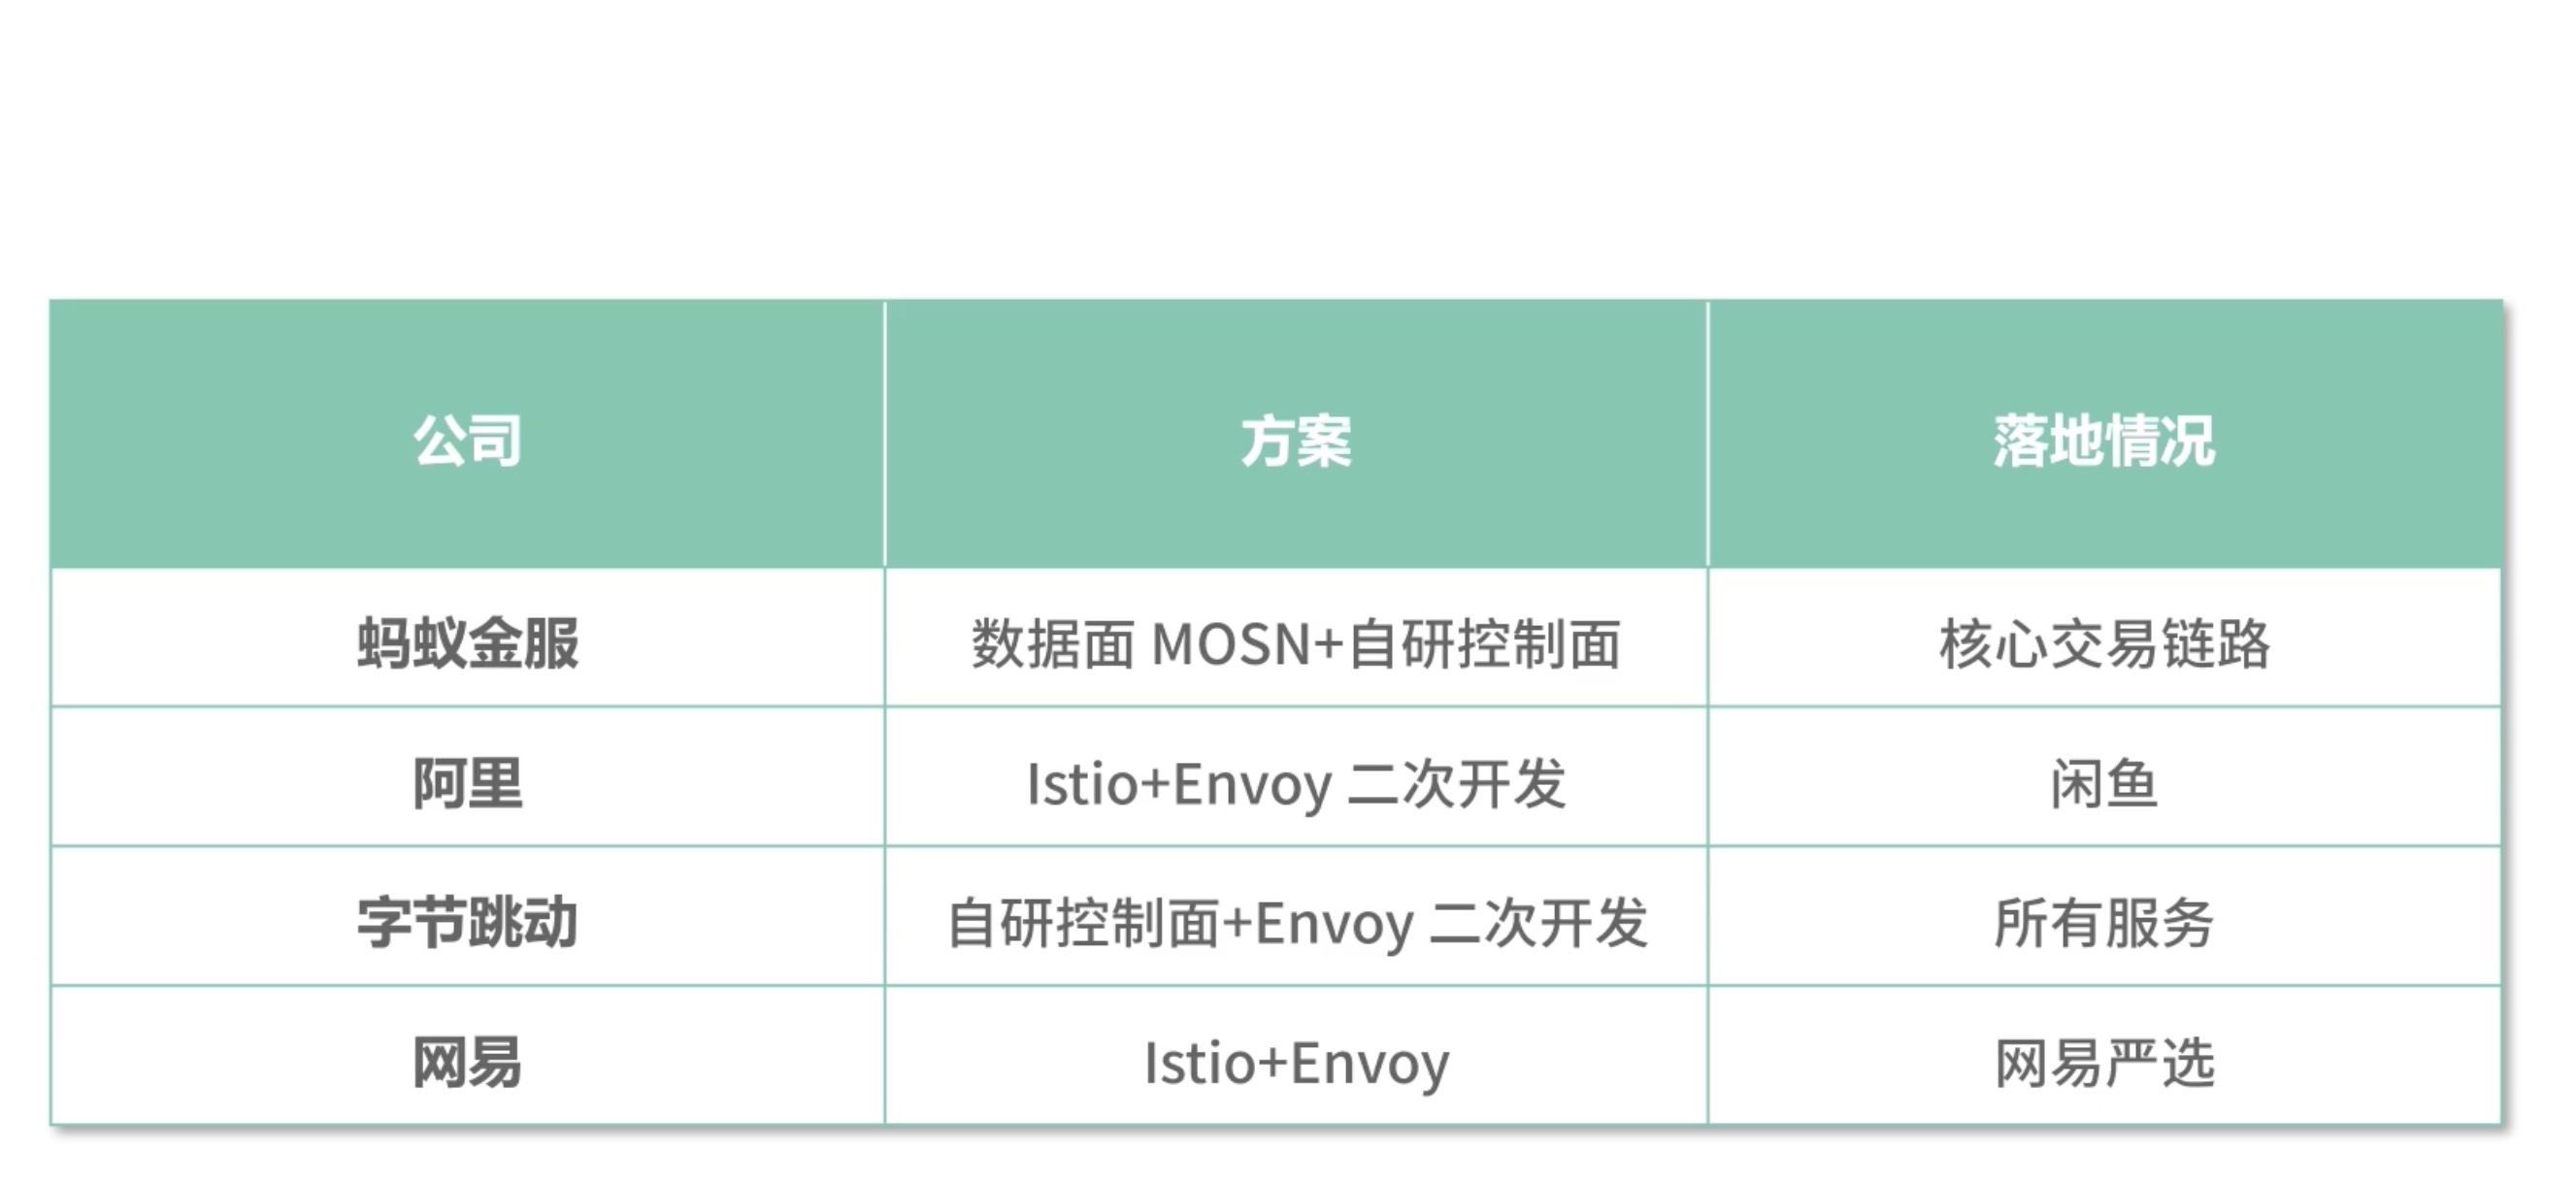 公司 方案 落地情况
蚂蚁金服 数据面 MOSN+自研控制面 核心交易链路
阿里 Istio+Envoy 二次开发 闲鱼
字节跳动 自研控制面+Envoy 二次开发 所有服务
网易 Istio+Envoy 网易严选